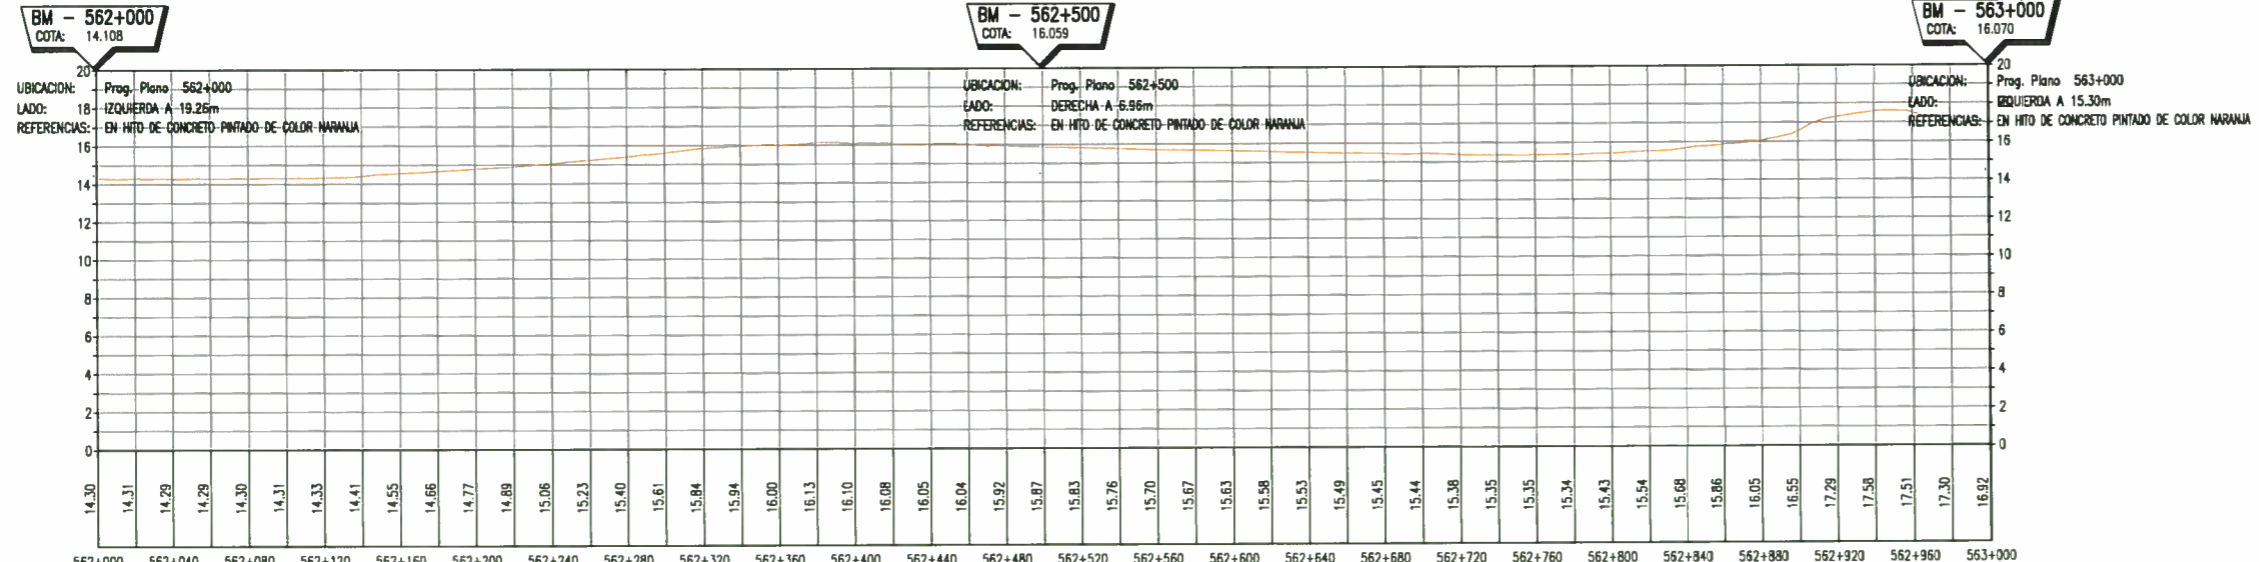 BM - 562+000
COTA: 14.108
BM - 562+500
COTA: 16.059
BM - 563+000
COTA: 16.070
UBICACION: Prog. Plano 562+000
LADO: IZQUIERDA A 19.26m
REFERENCIAS: EN HITO DE CONCRETO PINTADO DE COLOR NARANJA
UBICACION: Prog. Plano 562+500
LADO: DERECHA A 6.96m
REFERENCIAS: EN HITO DE CONCRETO PINTADO DE COLOR NARANJA
UBICACION: Prog. Plano 563+000
LADO: IZQUIERDA A 15.30m
REFERENCIAS: EN HITO DE CONCRETO PINTADO DE COLOR NARANJA
20
18
16
14
12
10
8
6
4
2
0
20
16
14
12
10
8
6
4
2
0
14.30 14.31 14.29 14.29 14.30 14.31 14.33 14.41 14.55 14.66 14.77 14.89 15.06 15.23 15.40 15.61 15.84 15.94 16.00 16.13 16.10 16.08 16.05 16.04 15.92 15.87 15.83 15.76 15.70 15.67 15.63 15.58 15.53 15.49 15.45 15.44 15.38 15.35 15.35 15.34 15.43 15.54 15.68 15.86 16.05 16.55 17.29 17.58 17.51 17.30 16.92
562+000 562+040 562+080 562+120 562+160 562+200 562+240 562+280 562+320 562+360 562+400 562+440 562+480 562+520 562+560 562+600 562+640 562+680 562+720 562+760 562+800 562+840 562+880 562+920 562+960 563+000